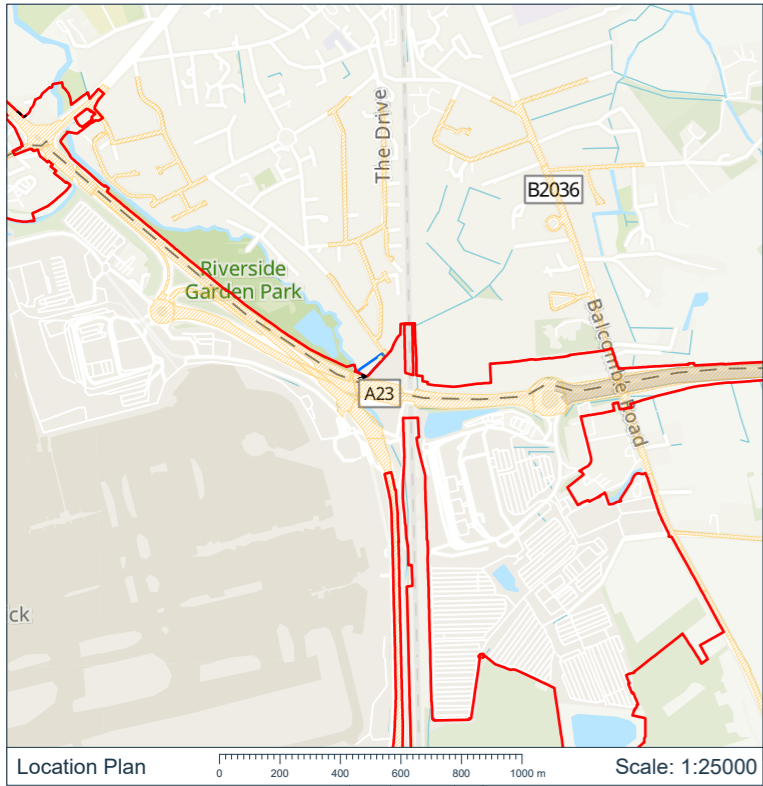 The Drive
B2036
Riverside
Garden Park
Balcombe Road
A23
ck
Location Plan
0 200 400 600 800 1000 m
Scale: 1:25000